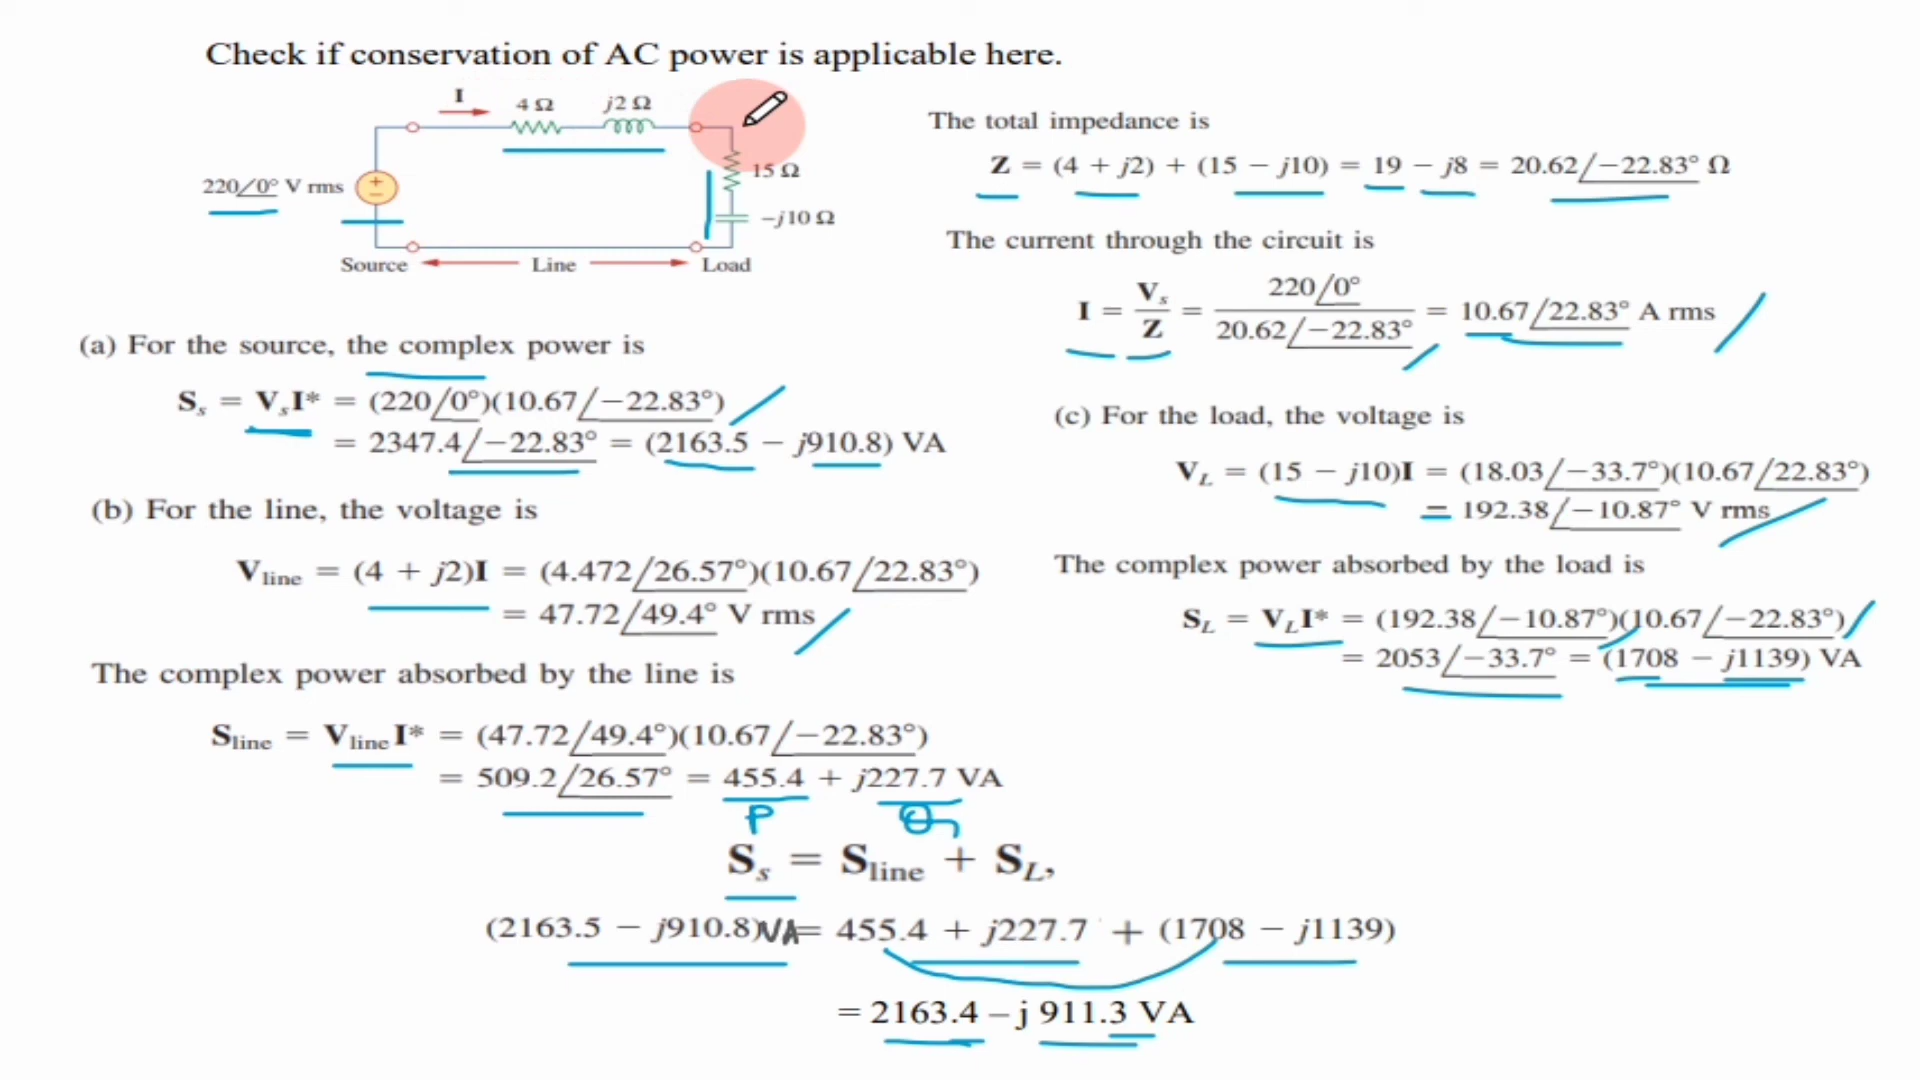 Check if conservation of AC power is applicable here.
I
4 Ω
j2 Ω
15 Ω
220/0° V rms
+
−
−j10 Ω
Source
Line
Load
The total impedance is
Z = (4 + j2) + (15 − j10) = 19 − j8 = 20.62/−22.83° Ω
The current through the circuit is
I = Vs/Z = 220/0° / 20.62/−22.83° = 10.67/22.83° A rms
(a) For the source, the complex power is
Ss = VsI* = (220/0°)(10.67/−22.83°)
= 2347.4/−22.83° = (2163.5 − j910.8) VA
(b) For the line, the voltage is
Vline = (4 + j2)I = (4.472/26.57°)(10.67/22.83°)
= 47.72/49.4° V rms
The complex power absorbed by the line is
Sline = Vline I* = (47.72/49.4°)(10.67/−22.83°)
= 509.2/26.57° = 455.4 + j227.7 VA
P
Q
(c) For the load, the voltage is
VL = (15 − j10)I = (18.03/−33.7°)(10.67/22.83°)
= 192.38/−10.87° V rms
The complex power absorbed by the load is
SL = VLI* = (192.38/−10.87°)(10.67/−22.83°)
= 2053/−33.7° = (1708 − j1139) VA
Ss = Sline + SL,
(2163.5 − j910.8)VA = 455.4 + j227.7 + (1708 − j1139)
= 2163.4 – j 911.3 VA